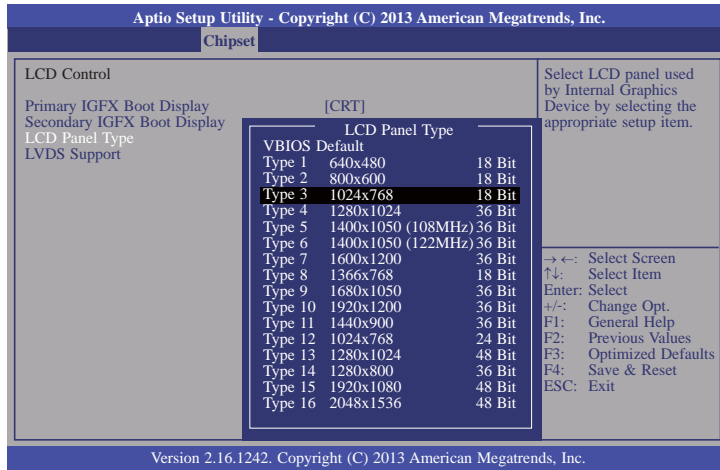 Aptio Setup Utility - Copyright (C) 2013 American Megatrends, Inc.
Chipset
LCD Control
Primary IGFX Boot Display [CRT]
Secondary IGFX Boot Display
LCD Panel Type
LVDS Support
LCD Panel Type
VBIOS Default
Type 1 640x480 18 Bit
Type 2 800x600 18 Bit
Type 3 1024x768 18 Bit
Type 4 1280x1024 36 Bit
Type 5 1400x1050 (108MHz) 36 Bit
Type 6 1400x1050 (122MHz) 36 Bit
Type 7 1600x1200 36 Bit
Type 8 1366x768 18 Bit
Type 9 1680x1050 36 Bit
Type 10 1920x1200 36 Bit
Type 11 1440x900 36 Bit
Type 12 1024x768 24 Bit
Type 13 1280x1024 48 Bit
Type 14 1280x800 36 Bit
Type 15 1920x1080 48 Bit
Type 16 2048x1536 48 Bit
Select LCD panel used
by Internal Graphics
Device by selecting the
appropriate setup item.
→←: Select Screen
↑↓: Select Item
Enter: Select
+/-: Change Opt.
F1: General Help
F2: Previous Values
F3: Optimized Defaults
F4: Save & Reset
ESC: Exit
Version 2.16.1242. Copyright (C) 2013 American Megatrends, Inc.